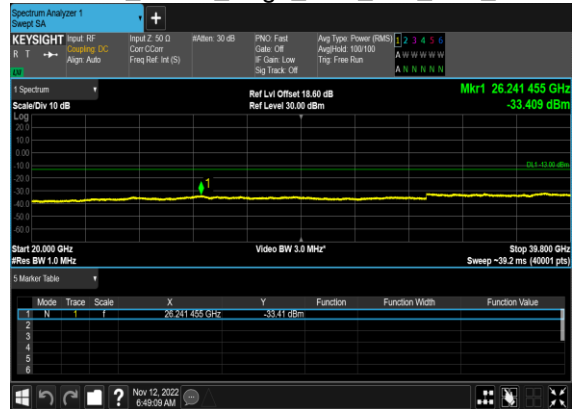 Spectrum Analyzer 1
Swept SA
+
KEYSIGHT Input: RF Input Z: 50 Ω #Atten: 30 dB PNO: Fast Avg Type: Power (RMS) 1 2 3 4 5 6
R T Coupling: DC Corr CCorr Gate: Off Avg|Hold: 100/100 A W W W W W
Align: Auto Freq Ref: Int (S) IF Gain: Low Trig: Free Run
Sig Track: Off A N N N N N
1 Spectrum Ref Lvl Offset 18.60 dB Mkr1 26.241 455 GHz
Scale/Div 10 dB Ref Level 30.00 dBm -33.409 dBm
Log
20.0
10.0
0.00
-10.0 DL1 -13.00 dBm
-20.0
1
-30.0
-40.0
-50.0
-60.0
Start 20.000 GHz Video BW 3.0 MHz* Stop 39.800 GHz
#Res BW 1.0 MHz Sweep ~39.2 ms (40001 pts)
5 Marker Table
Mode Trace Scale X Y Function Function Width Function Value
1 N 1 f 26.241 455 GHz -33.41 dBm
2
3
4
5
6
? Nov 12, 2022
6:49:09 AM